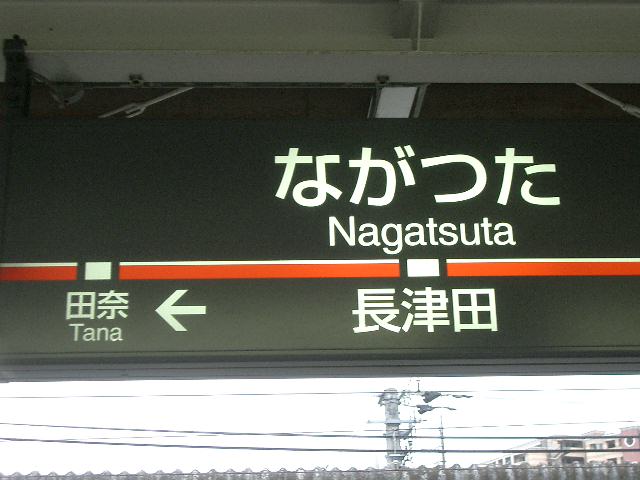 ながつた
Nagatsuta
田奈
Tana
←
長津田